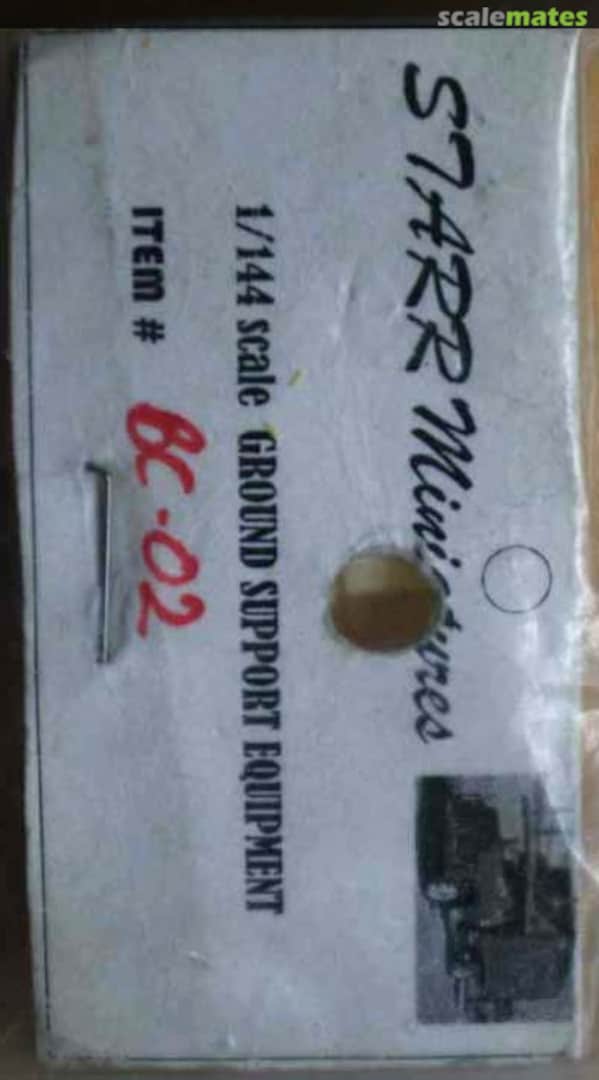 scalemates
STARR Miniatures
1/144 scale GROUND SUPPORT EQUIPMENT
ITEM # BC-02